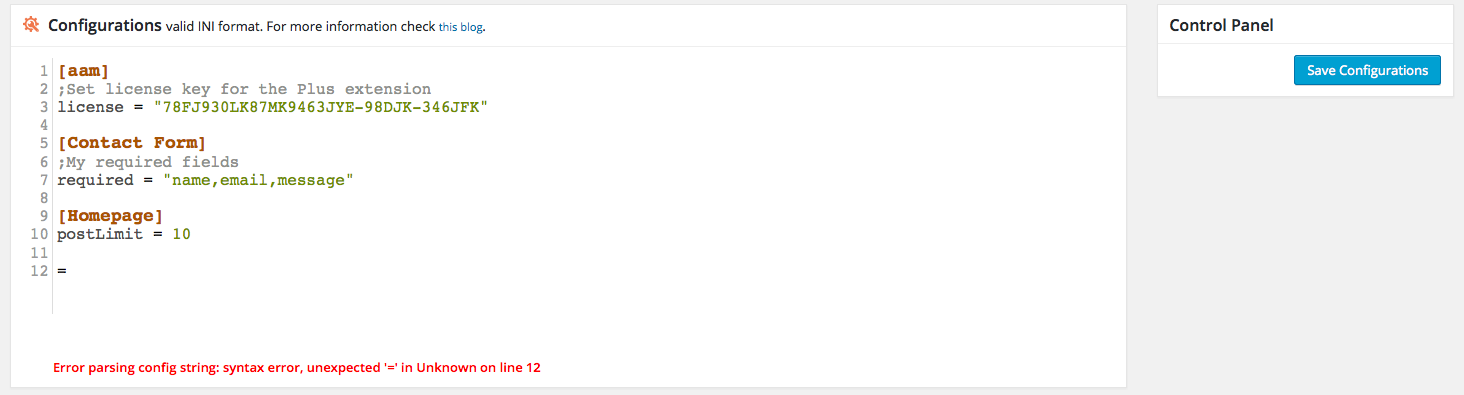 Configurations valid INI format. For more information check this blog.
1 [aam]
2 ;Set license key for the Plus extension
3 license = "78FJ930LK87MK9463JYE-98DJK-346JFK"
4
5 [Contact Form]
6 ;My required fields
7 required = "name,email,message"
8
9 [Homepage]
10 postLimit = 10
11
12 =
Error parsing config string: syntax error, unexpected '=' in Unknown on line 12
Control Panel
Save Configurations